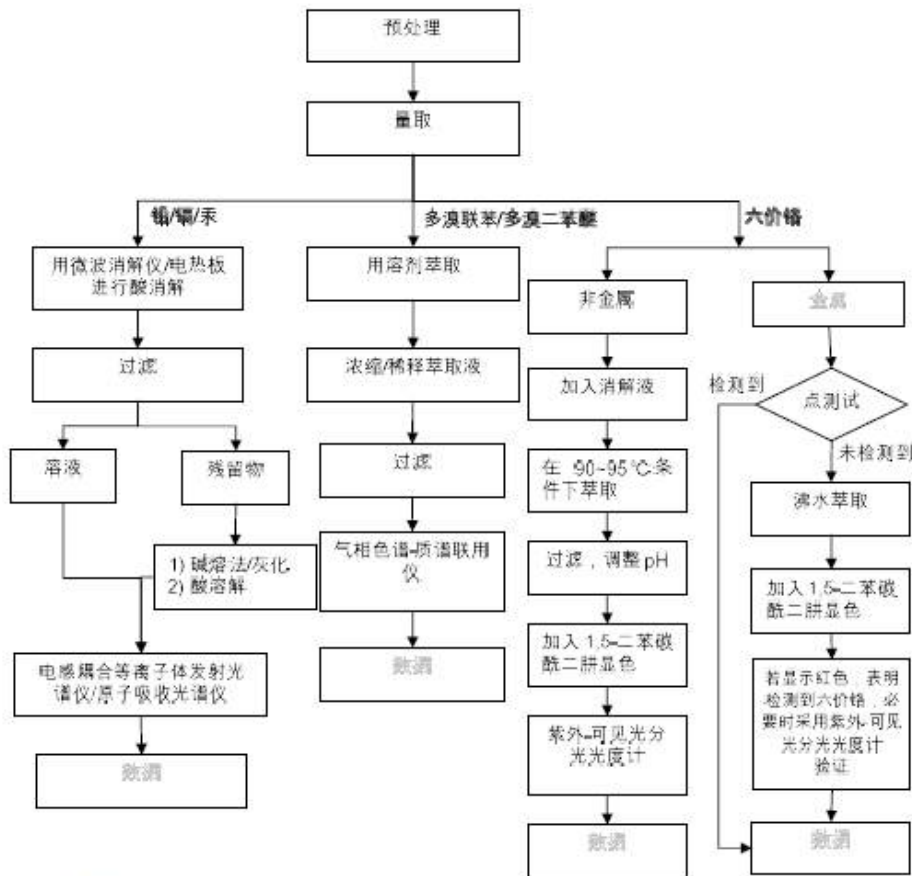 预处理
量取
铅/镉/汞
多溴联苯/多溴二苯醚
六价铬
用微波消解仪/电热板
进行酸消解
过滤
溶液
残留物
1) 碱熔法/灰化
2) 酸溶解
电感耦合等离子体发射光
谱仪/原子吸收光谱仪
数据
用溶剂萃取
浓缩/稀释萃取液
过滤
气相色谱-质谱联用
仪
数据
非金属
加入消解液
在 90~95℃条
件下萃取
过滤，调整 pH
加入 1,5-二苯碳
酰二肼显色
紫外-可见光分
光光度计
数据
金属
检测到
点测试
未检测到
沸水萃取
加入 1,5-二苯碳
酰二肼显色
若显示红色，表明
检测到六价铬，必
要时采用紫外-可见
光分光光度计
验证
数据